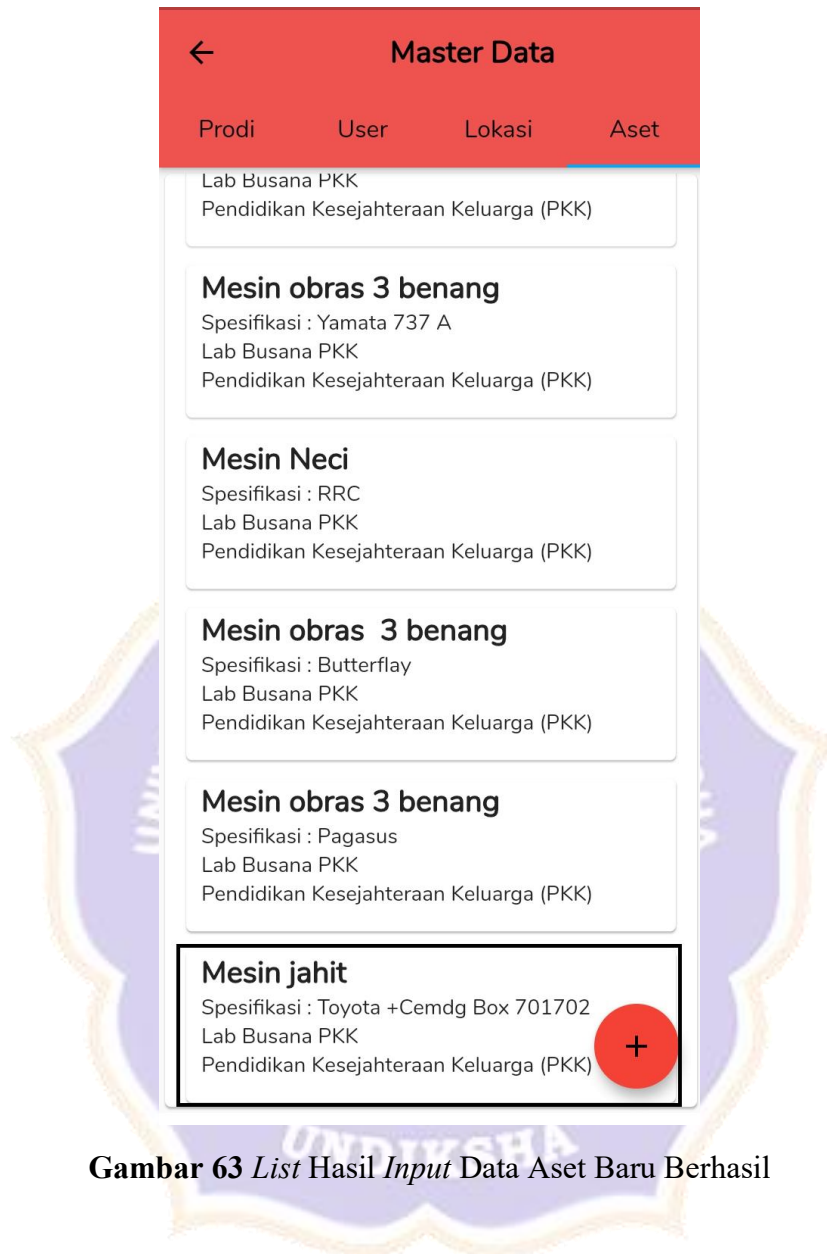 Master Data
Prodi User Lokasi Aset
Lab Busana PKK
Pendidikan Kesejahteraan Keluarga (PKK)
Mesin obras 3 benang
Spesifikasi : Yamata 737 A
Lab Busana PKK
Pendidikan Kesejahteraan Keluarga (PKK)
Mesin Neci
Spesifikasi : RRC
Lab Busana PKK
Pendidikan Kesejahteraan Keluarga (PKK)
Mesin obras  3 benang
Spesifikasi : Butterflay
Lab Busana PKK
Pendidikan Kesejahteraan Keluarga (PKK)
Mesin obras 3 benang
Spesifikasi : Pagasus
Lab Busana PKK
Pendidikan Kesejahteraan Keluarga (PKK)
Mesin jahit
Spesifikasi : Toyota +Cemdg Box 701702
Lab Busana PKK
Pendidikan Kesejahteraan Keluarga (PKK)
+
UNDIKSHA
Gambar 63 List Hasil Input Data Aset Baru Berhasil